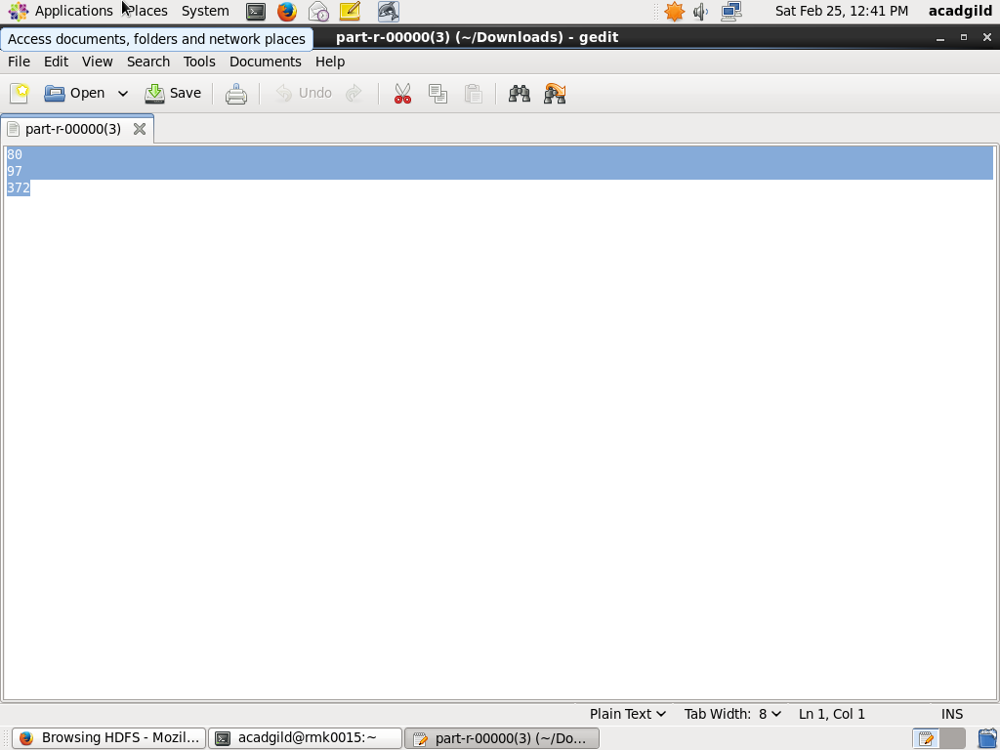 Applications Places System Sat Feb 25, 12:41 PM acadgild
Access documents, folders and network places part-r-00000(3) (~/Downloads) - gedit
File Edit View Search Tools Documents Help
Open Save Undo
part-r-00000(3)
80
97
372
Plain Text Tab Width: 8 Ln 1, Col 1 INS
Browsing HDFS - Mozil... acadgild@rmk0015:~ part-r-00000(3) (~/Do...